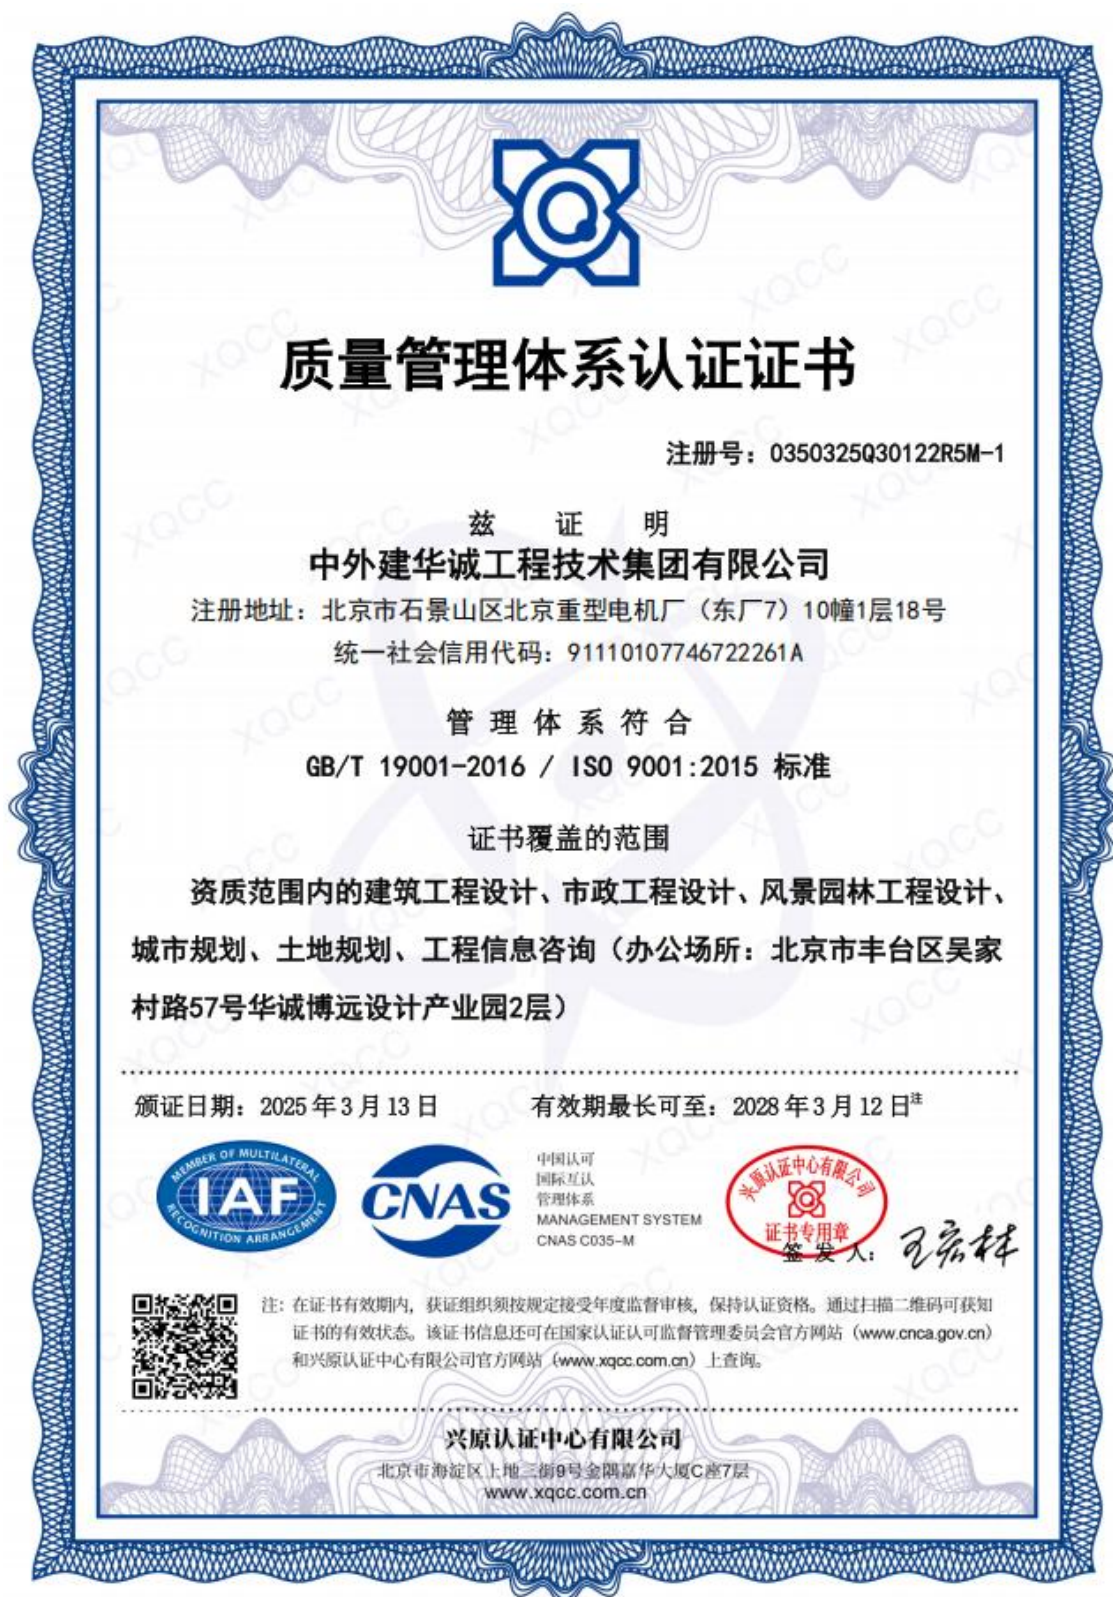 质量管理体系认证证书
注册号：0350325Q30122R5M-1
兹 证 明
中外建华诚工程技术集团有限公司
注册地址：北京市石景山区北京重型电机厂（东厂7）10幢1层18号
统一社会信用代码：91110107746722261A
管 理 体 系 符 合
GB/T 19001-2016 / ISO 9001:2015 标准
证书覆盖的范围
资质范围内的建筑工程设计、市政工程设计、风景园林工程设计、
城市规划、土地规划、工程信息咨询（办公场所：北京市丰台区吴家
村路57号华诚博远设计产业园2层）
颁证日期：2025年3月13日 有效期最长可至：2028年3月12日注
MEMBER OF MULTILATERAL
IAF
RECOGNITION ARRANGEMENT
CNAS
中国认可
国际互认
管理体系
MANAGEMENT SYSTEM
CNAS C035-M
兴原认证中心有限公司
证书专用章
签 发 人：王宏林
注：在证书有效期内，获证组织须按规定接受年度监督审核，保持认证资格。通过扫描二维码可获知
证书的有效状态。该证书信息还可在国家认证认可监督管理委员会官方网站（www.cnca.gov.cn）
和兴原认证中心有限公司官方网站（www.xqcc.com.cn）上查询。
兴原认证中心有限公司
北京市海淀区上地三街9号金隅嘉华大厦C座7层
www.xqcc.com.cn
XQCC